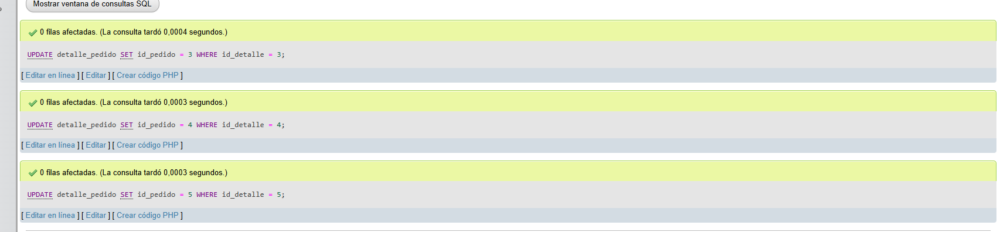 Mostrar ventana de consultas SQL
0 filas afectadas. (La consulta tardó 0,0004 segundos.)
UPDATE detalle_pedido SET id_pedido = 3 WHERE id_detalle = 3;
[ Editar en línea ] [ Editar ] [ Crear código PHP ]
0 filas afectadas. (La consulta tardó 0,0003 segundos.)
UPDATE detalle_pedido SET id_pedido = 4 WHERE id_detalle = 4;
[ Editar en línea ] [ Editar ] [ Crear código PHP ]
0 filas afectadas. (La consulta tardó 0,0003 segundos.)
UPDATE detalle_pedido SET id_pedido = 5 WHERE id_detalle = 5;
[ Editar en línea ] [ Editar ] [ Crear código PHP ]